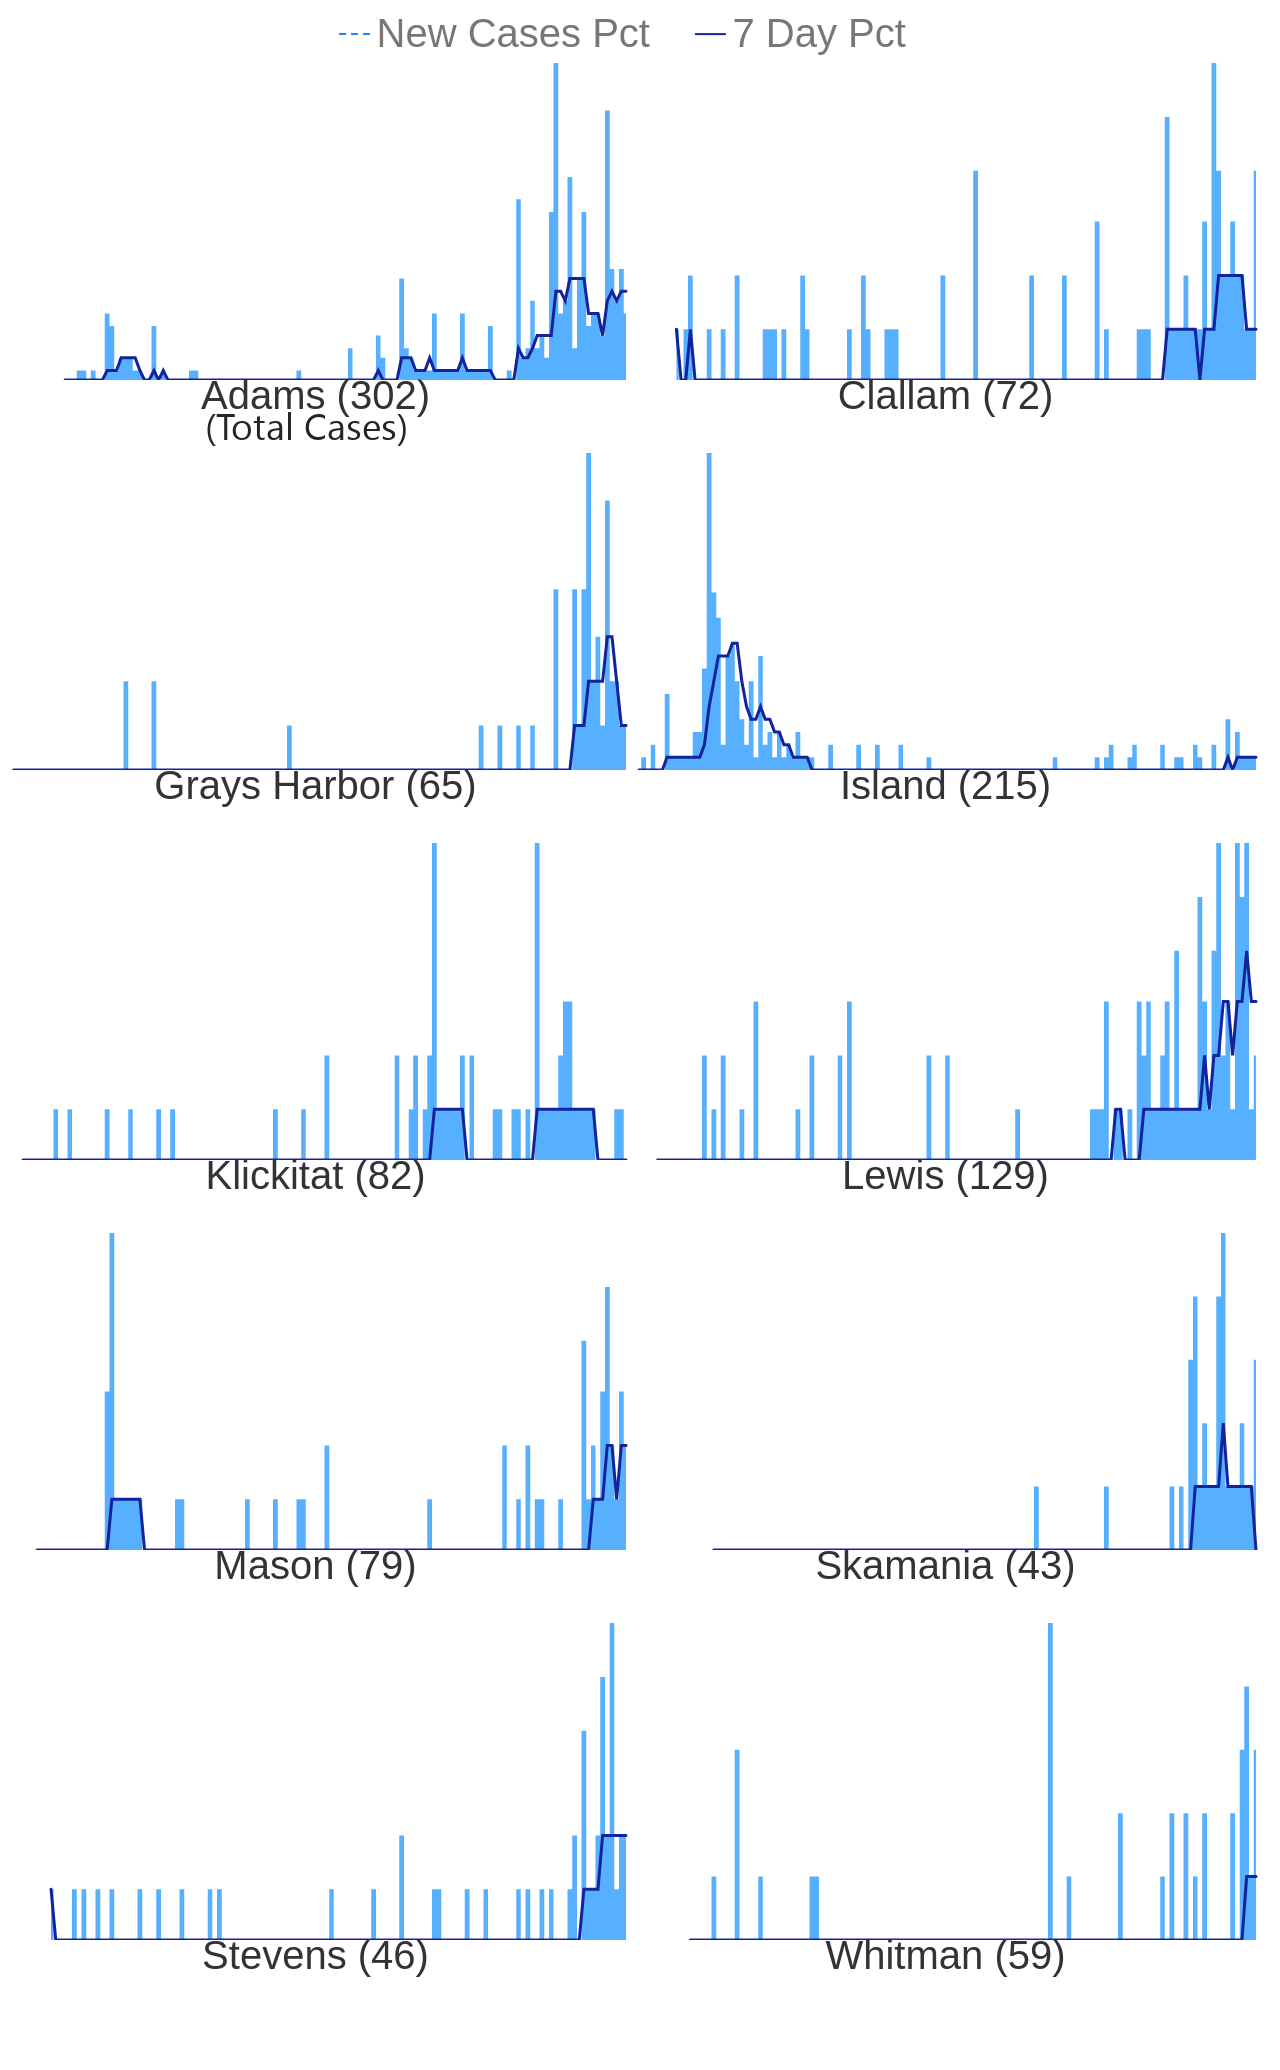 New Cases Pct 7 Day Pct
Adams (302) Clallam (72)
(Total Cases)
Grays Harbor (65) Island (215)
Klickitat (82) Lewis (129)
Mason (79) Skamania (43)
Stevens (46) Whitman (59)